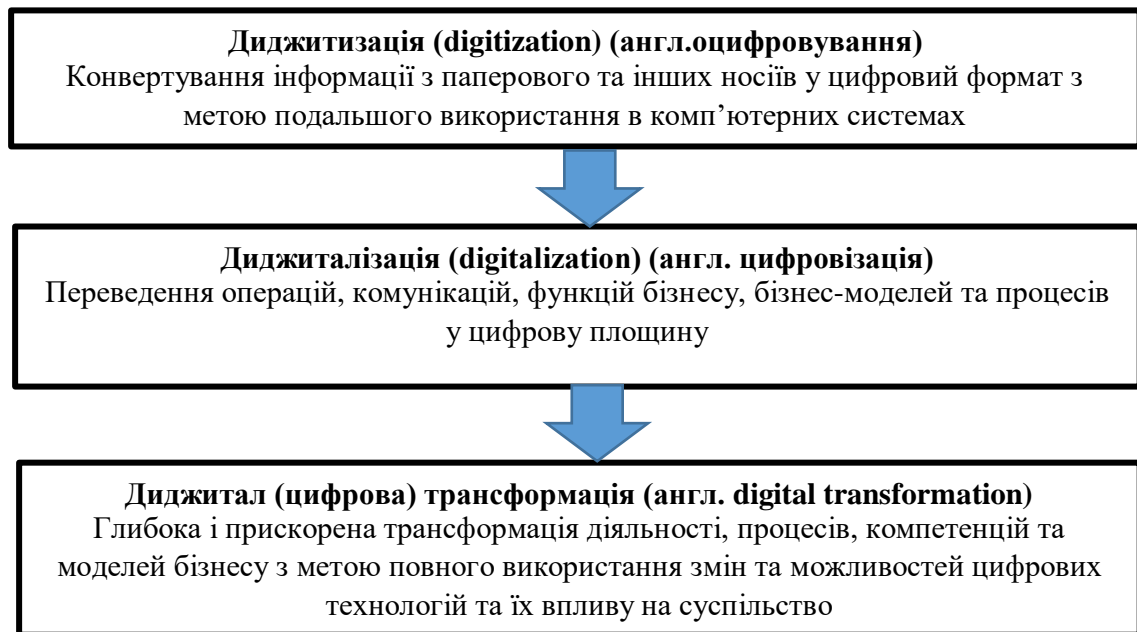 Диджитизація (digitization) (англ.оцифровування)
Конвертування інформації з паперового та інших носіїв у цифровий формат з
метою подальшого використання в комп’ютерних системах
Диджиталізація (digitalization) (англ. цифровізація)
Переведення операцій, комунікацій, функцій бізнесу, бізнес-моделей та процесів
у цифрову площину
Диджитал (цифрова) трансформація (англ. digital transformation)
Глибока і прискорена трансформація діяльності, процесів, компетенцій та
моделей бізнесу з метою повного використання змін та можливостей цифрових
технологій та їх впливу на суспільство